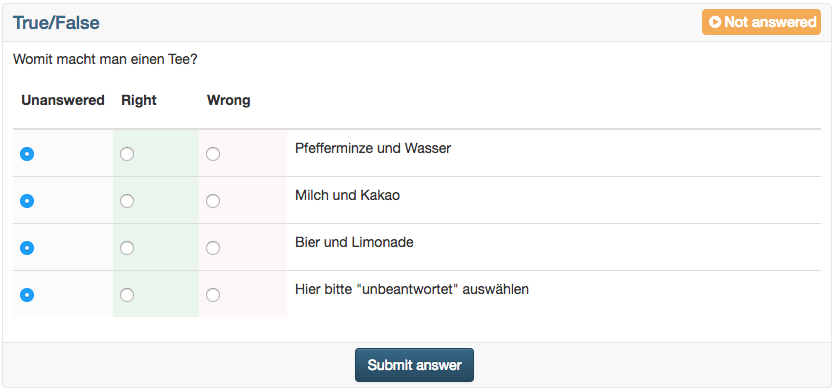 True/False
Not answered
Womit macht man einen Tee?
Unanswered Right Wrong
Pfefferminze und Wasser
Milch und Kakao
Bier und Limonade
Hier bitte "unbeantwortet" auswählen
Submit answer